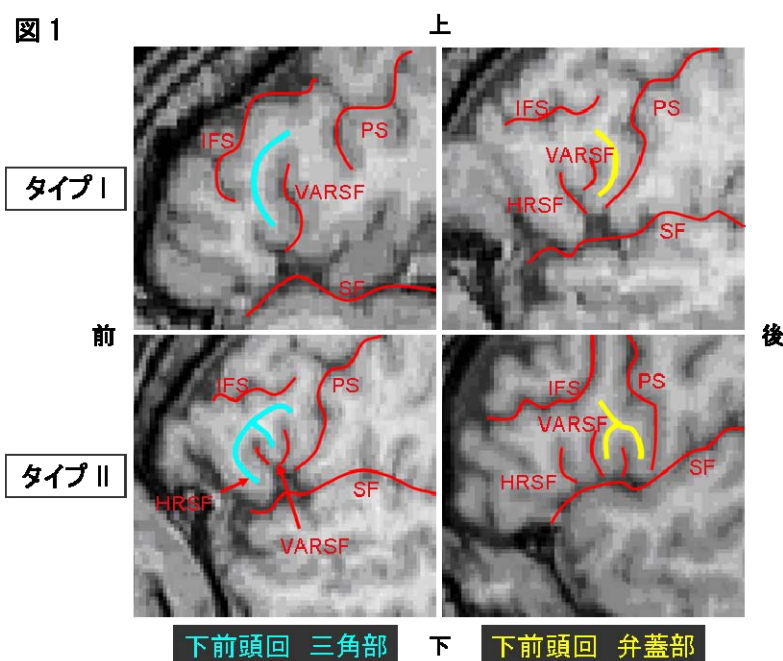 図1
上
IFS
PS
VARSF
SF
IFS
PS
VARSF
HRSF
SF
タイプ I
前
後
IFS
PS
HRSF
SF
VARSF
IFS
PS
VARSF
HRSF
SF
タイプ II
下前頭回 三角部
下
下前頭回 弁蓋部